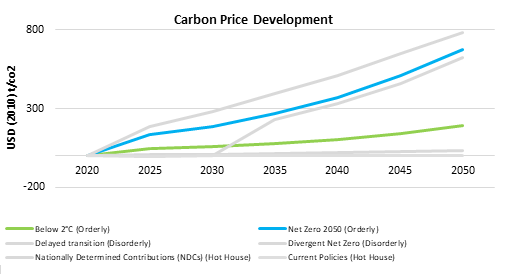 Carbon Price Development
USD (2010) t/co2
800
300
-200
2020 2025 2030 2035 2040 2045 2050
Below 2°C (Orderly) Net Zero 2050 (Orderly)
Delayed transition (Disorderly) Divergent Net Zero (Disorderly)
Nationally Determined Contributions (NDCs) (Hot House) Current Policies (Hot House)